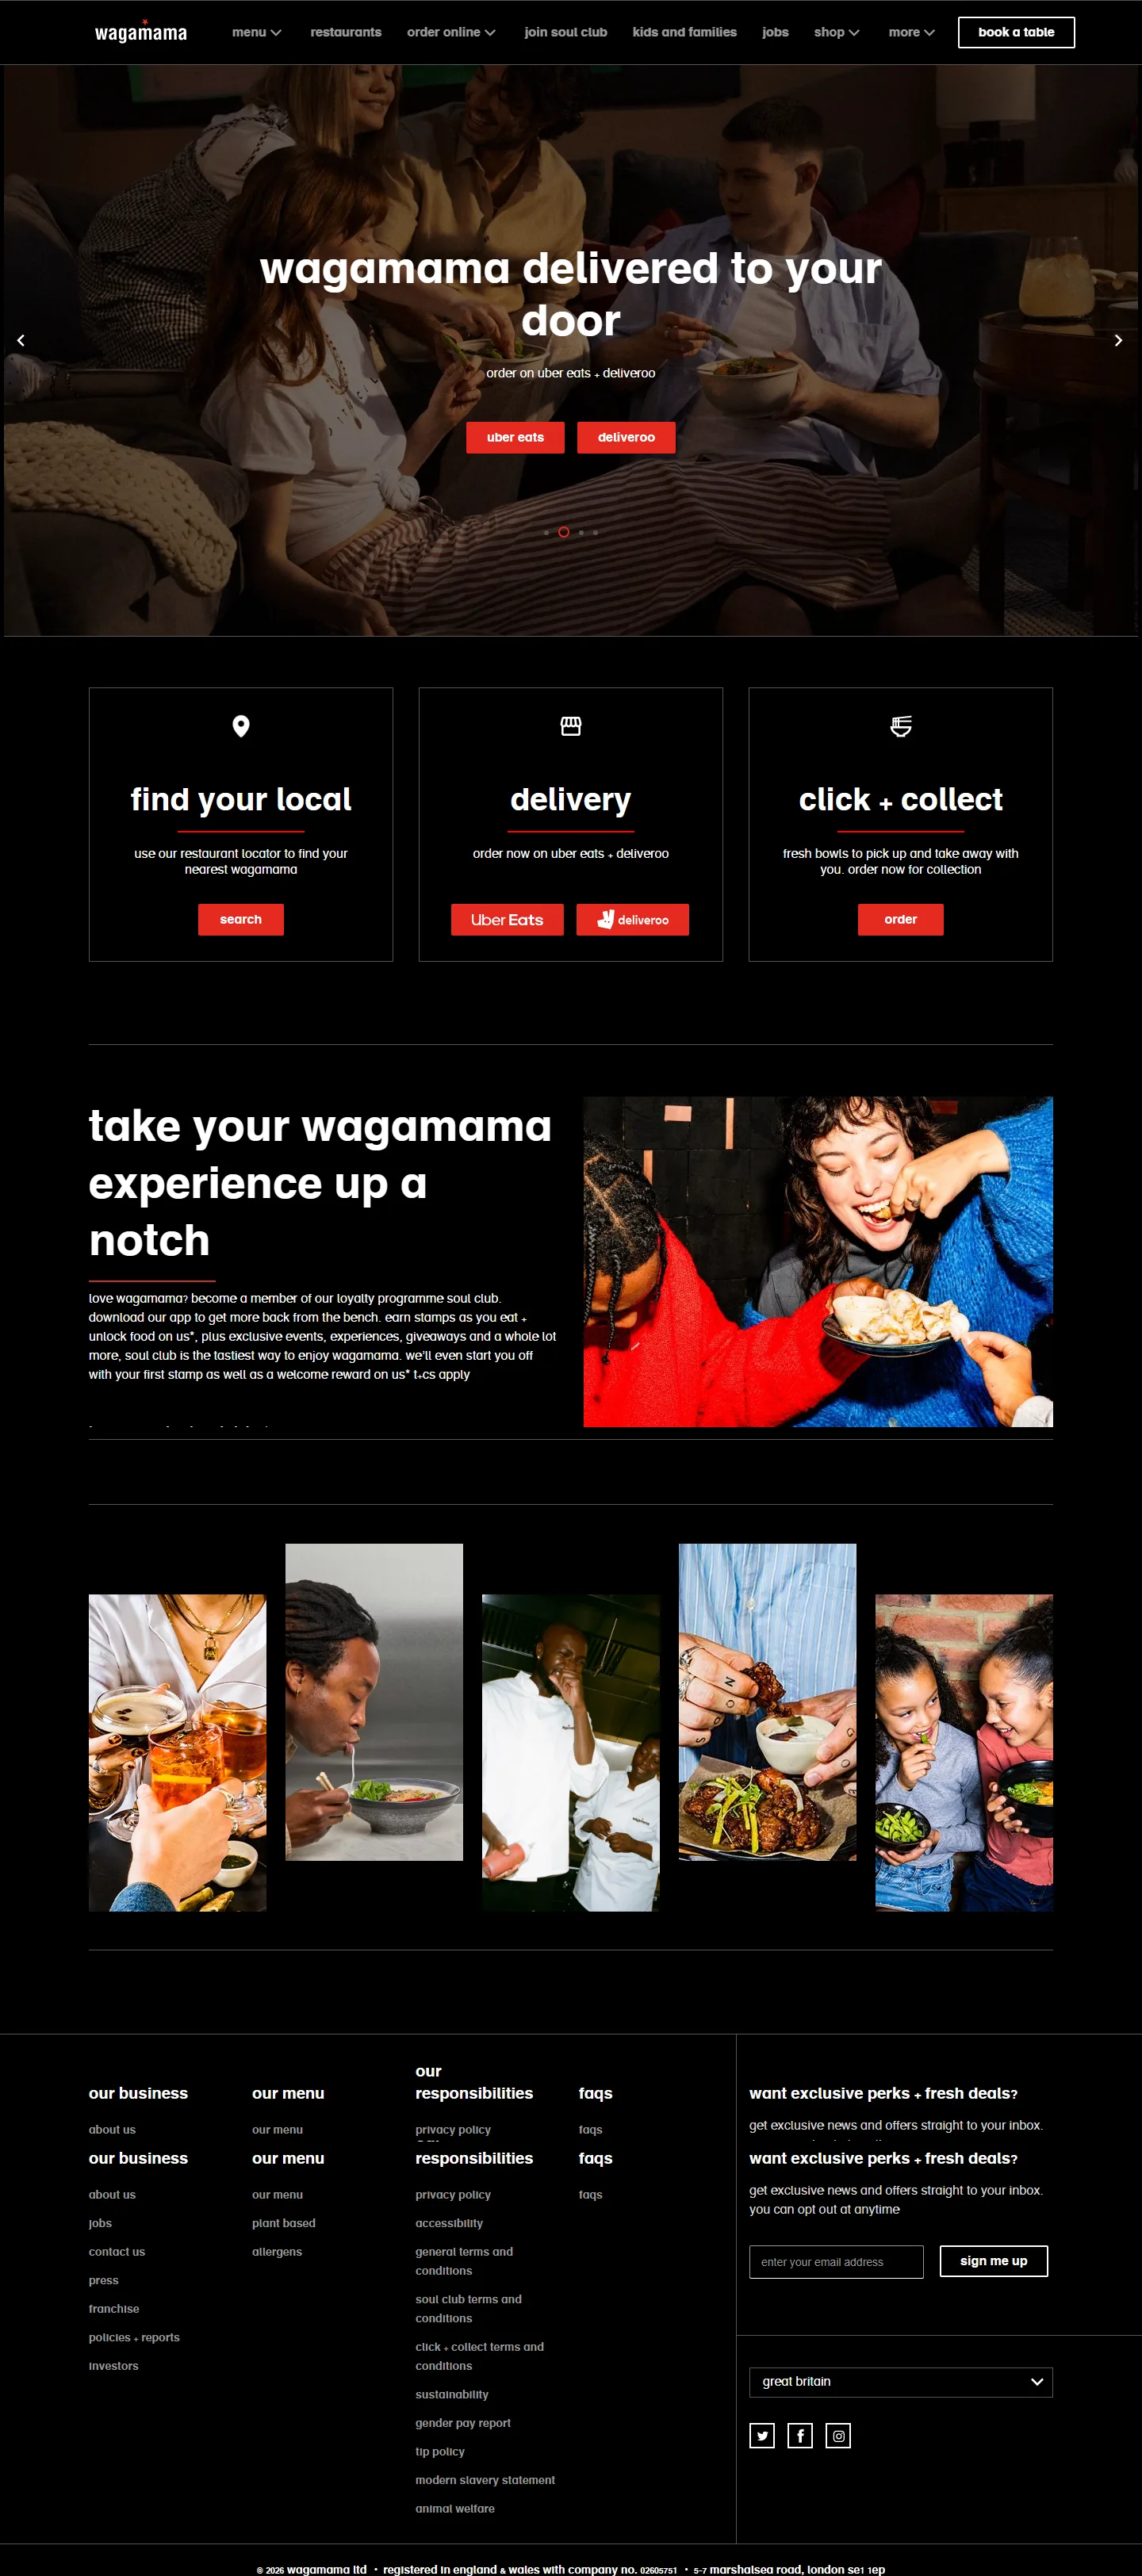 wagamama
menu
restaurants
order online
join soul club
kids and families
jobs
shop
more
book a table
wagamama delivered to your
door
order on uber eats + deliveroo
uber eats
deliveroo
find your local
use our restaurant locator to find your
nearest wagamama
search
delivery
order now on uber eats + deliveroo
Uber Eats
deliveroo
click + collect
fresh bowls to pick up and take away with
you. order now for collection
order
take your wagamama
experience up a
notch
love wagamama? become a member of our loyalty programme soul club.
download our app to get more back from the bench. earn stamps as you eat +
unlock food on us*, plus exclusive events, experiences, giveaways and a whole lot
more, soul club is the tastiest way to enjoy wagamama. we'll even start you off
with your first stamp as well as a welcome reward on us* t+cs apply
our business
about us
our menu
our menu
our
responsibilities
privacy policy
faqs
faqs
want exclusive perks + fresh deals?
get exclusive news and offers straight to your inbox.
our business
about us
jobs
contact us
press
franchise
policies + reports
investors
our menu
our menu
plant based
allergens
responsibilities
privacy policy
accessibility
general terms and
conditions
soul club terms and
conditions
click + collect terms and
conditions
sustainability
gender pay report
tip policy
modern slavery statement
animal welfare
faqs
faqs
want exclusive perks + fresh deals?
get exclusive news and offers straight to your inbox.
you can opt out at anytime
enter your email address
sign me up
great britain
© 2026 wagamama ltd • registered in england & wales with company no. 02605751 • 5-7 marshalsea road, london se1 1ep